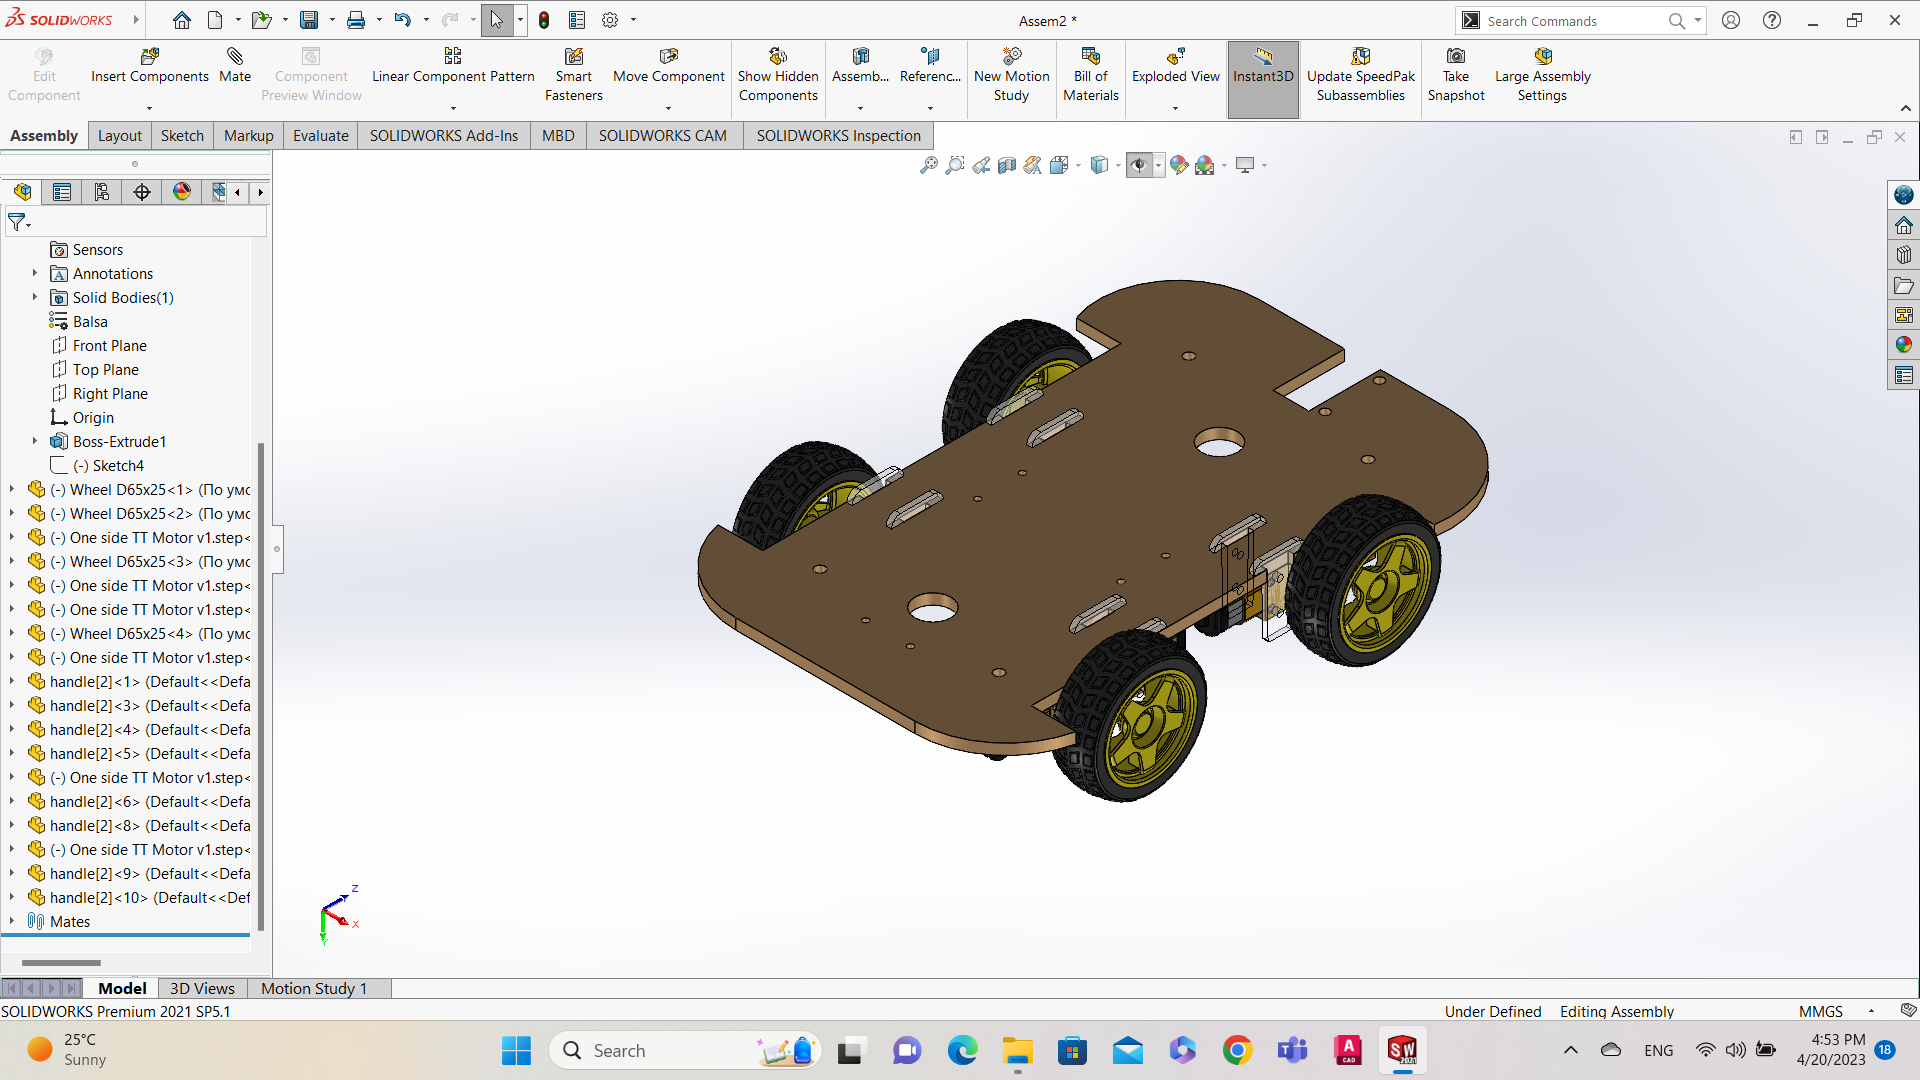 SOLIDWORKS
Assem2 *
Search Commands
Edit Component
Insert Components
Mate
Component Preview Window
Linear Component Pattern
Smart Fasteners
Move Component
Show Hidden Components
Assemb...
Referenc...
New Motion Study
Bill of Materials
Exploded View
Instant3D
Update SpeedPak Subassemblies
Take Snapshot
Large Assembly Settings
Assembly
Layout
Sketch
Markup
Evaluate
SOLIDWORKS Add-Ins
MBD
SOLIDWORKS CAM
SOLIDWORKS Inspection
Sensors
Annotations
Solid Bodies(1)
Balsa
Front Plane
Top Plane
Right Plane
Origin
Boss-Extrude1
(-) Sketch4
(-) Wheel D65x25<1> (По умо
(-) Wheel D65x25<2> (По умо
(-) One side TT Motor v1.step<
(-) Wheel D65x25<3> (По умо
(-) One side TT Motor v1.step<
(-) One side TT Motor v1.step<
(-) Wheel D65x25<4> (По умо
(-) One side TT Motor v1.step<
handle[2]<1> (Default<<Defa
handle[2]<3> (Default<<Defa
handle[2]<4> (Default<<Defa
handle[2]<5> (Default<<Defa
(-) One side TT Motor v1.step<
handle[2]<6> (Default<<Defa
handle[2]<8> (Default<<Defa
(-) One side TT Motor v1.step<
handle[2]<9> (Default<<Defa
handle[2]<10> (Default<<Def
Mates
Z
X
Y
Model
3D Views
Motion Study 1
SOLIDWORKS Premium 2021 SP5.1
Under Defined
Editing Assembly
MMGS
25°C
Sunny
Search
A
CAD
SW
2021
ENG
4:53 PM
4/20/2023
18